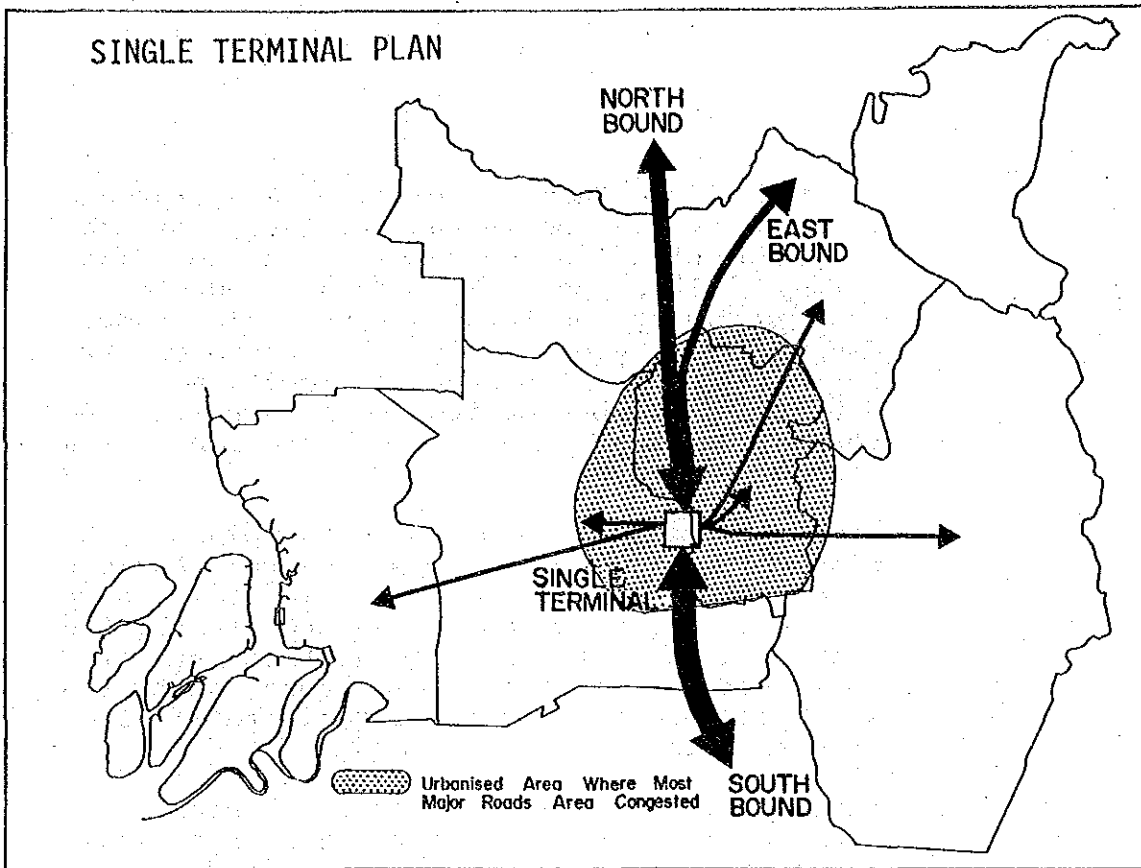 SINGLE TERMINAL PLAN
NORTH
BOUND
EAST
BOUND
SINGLE
TERMINAL
Urbanised Area Where Most
Major Roads Area Congested
SOUTH
BOUND